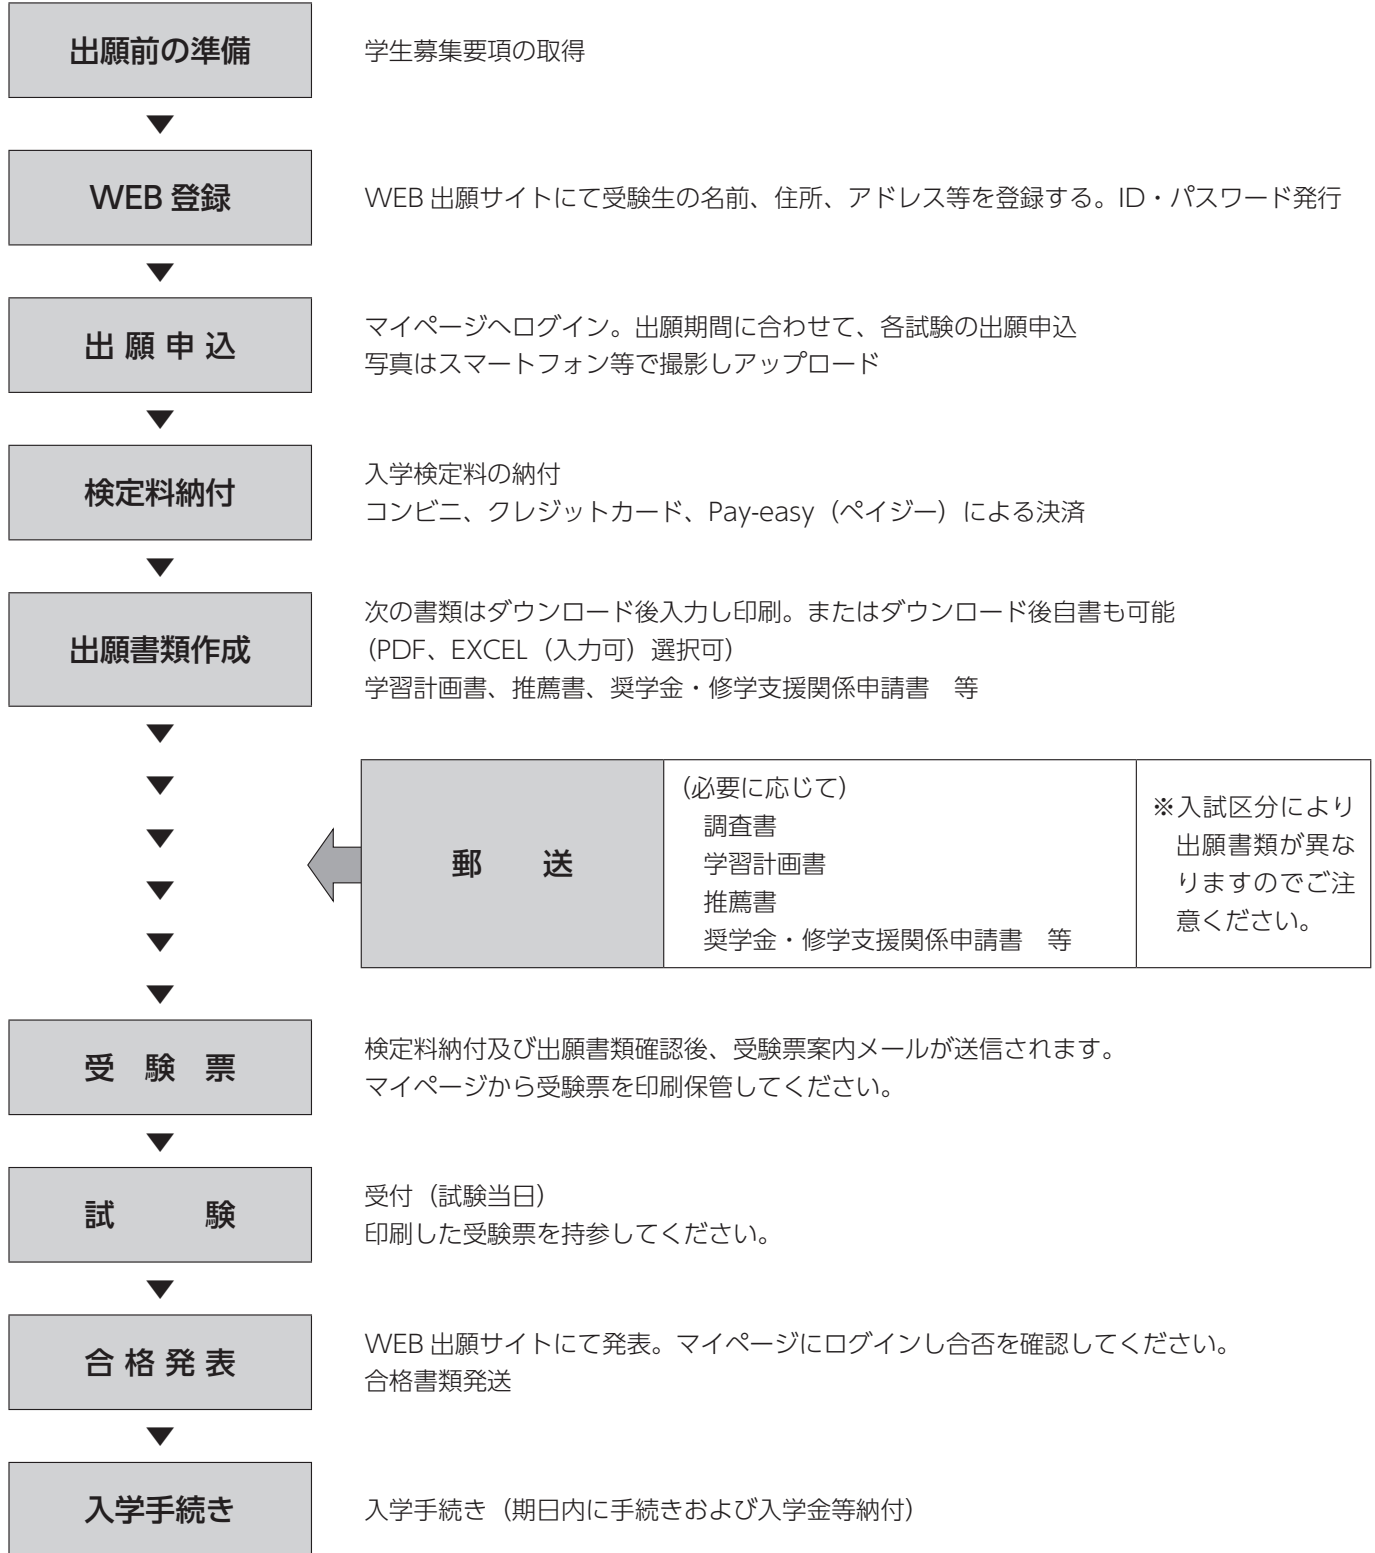 出願前の準備
学生募集要項の取得
▼
WEB 登録
WEB 出願サイトにて受験生の名前、住所、アドレス等を登録する。ID・パスワード発行
▼
出 願 申 込
マイページへログイン。出願期間に合わせて、各試験の出願申込
写真はスマートフォン等で撮影しアップロード
▼
検定料納付
入学検定料の納付
コンビニ、クレジットカード、Pay-easy（ペイジー）による決済
▼
出願書類作成
次の書類はダウンロード後入力し印刷。またはダウンロード後自書も可能
（PDF、EXCEL（入力可）選択可）
学習計画書、推薦書、奨学金・修学支援関係申請書　等
▼
▼
▼
▼
▼
▼
郵　　送
（必要に応じて）
調査書
学習計画書
推薦書
奨学金・修学支援関係申請書　等
※入試区分により
出願書類が異な
りますのでご注
意ください。
受　験　票
検定料納付及び出願書類確認後、受験票案内メールが送信されます。
マイページから受験票を印刷保管してください。
▼
試　　　験
受付（試験当日）
印刷した受験票を持参してください。
▼
合 格 発 表
WEB 出願サイトにて発表。マイページにログインし合否を確認してください。
合格書類発送
▼
入学手続き
入学手続き（期日内に手続きおよび入学金等納付）